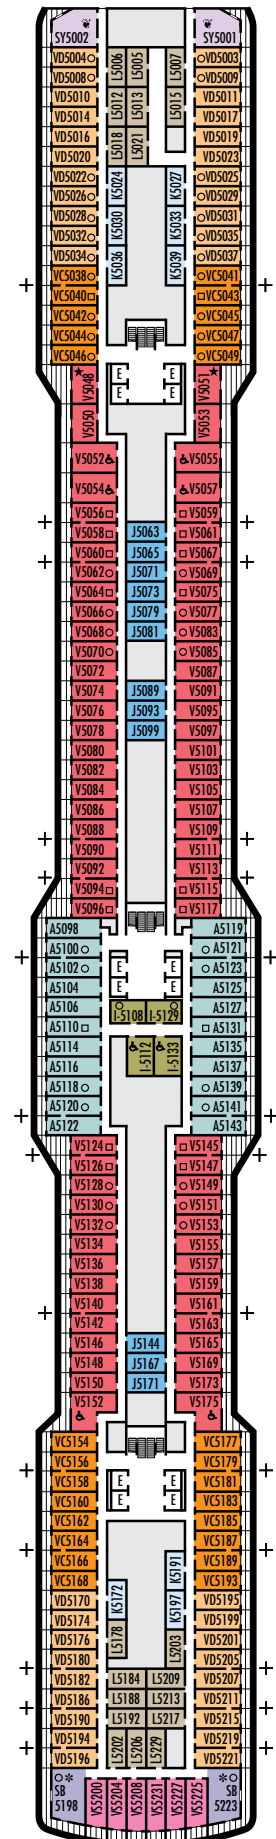 SY5002 SY5001
L5006 L5005 L5007
VD5004 VD5003
VD5008 VD5009
VD5010 VD5011
L5012 L5013 L5015
VD5014 VD5017
VD5016 VD5019
L5018 L5021
VD5020 VD5023
VD5022 VD5025
K5024 K5027
VD5026 VD5029
VD5028 VD5031
K5030 K5033
VD5032 VD5035
VD5034 VD5037
K5036 K5039
VC5038 VC5041
VC5040 VC5043
VC5042 VC5045
VC5044 VC5047
VC5046 VC5049
V5048 E E V5051
V5050 E E V5053
V5052 V5055
V5054 V5057
V5056 V5059
V5058 J5063 V5061
V5060 J5065 V5067
V5062 J5071 V5069
V5064 J5073 V5075
V5066 J5079 V5077
V5068 J5081 V5083
V5070 V5085
V5072 V5087
V5074 J5089 V5091
V5076 J5093 V5095
V5078 J5099 V5097
V5080 V5101
V5082 V5103
V5084 V5105
V5086 V5107
V5088 V5109
V5090 V5111
V5092 V5113
V5094 V5115
V5096 V5117
A5098 A5119
A5100 A5121
A5102 E E A5123
A5104 E E A5125
A5106 I-5108 I-5129 A5127
A5110 A5131
A5114 I-5112 I-5133 A5135
A5116 A5137
A5118 A5139
A5120 A5141
A5122 A5143
V5124 V5145
V5126 V5147
V5128 V5149
V5130 V5151
V5132 V5153
V5134 V5155
V5136 V5157
V5138 V5159
V5140 V5161
V5142 V5163
V5146 J5144 V5165
V5148 J5167 V5169
V5150 J5171 V5173
V5152 V5175
VC5154 VC5177
VC5156 VC5179
VC5158 E E VC5181
VC5160 E E VC5183
VC5162 VC5185
VC5164 VC5187
VC5166 K5191 VC5189
VC5168 VC5193
VD5170 K5172 K5197 VD5195
VD5174 VD5199
VD5176 L5178 L5203 VD5201
VD5180 VD5205
VD5182 L5184 L5209 VD5207
VD5186 L5188 L5213 VD5211
VD5190 L5192 L5217 VD5215
VD5194 L5202 L5206 L5229 VD5219
VD5196 VD5221
SB VS5200 VS5204 VS5208 VS5231 VS5227 VS5225 SB
5198 5223